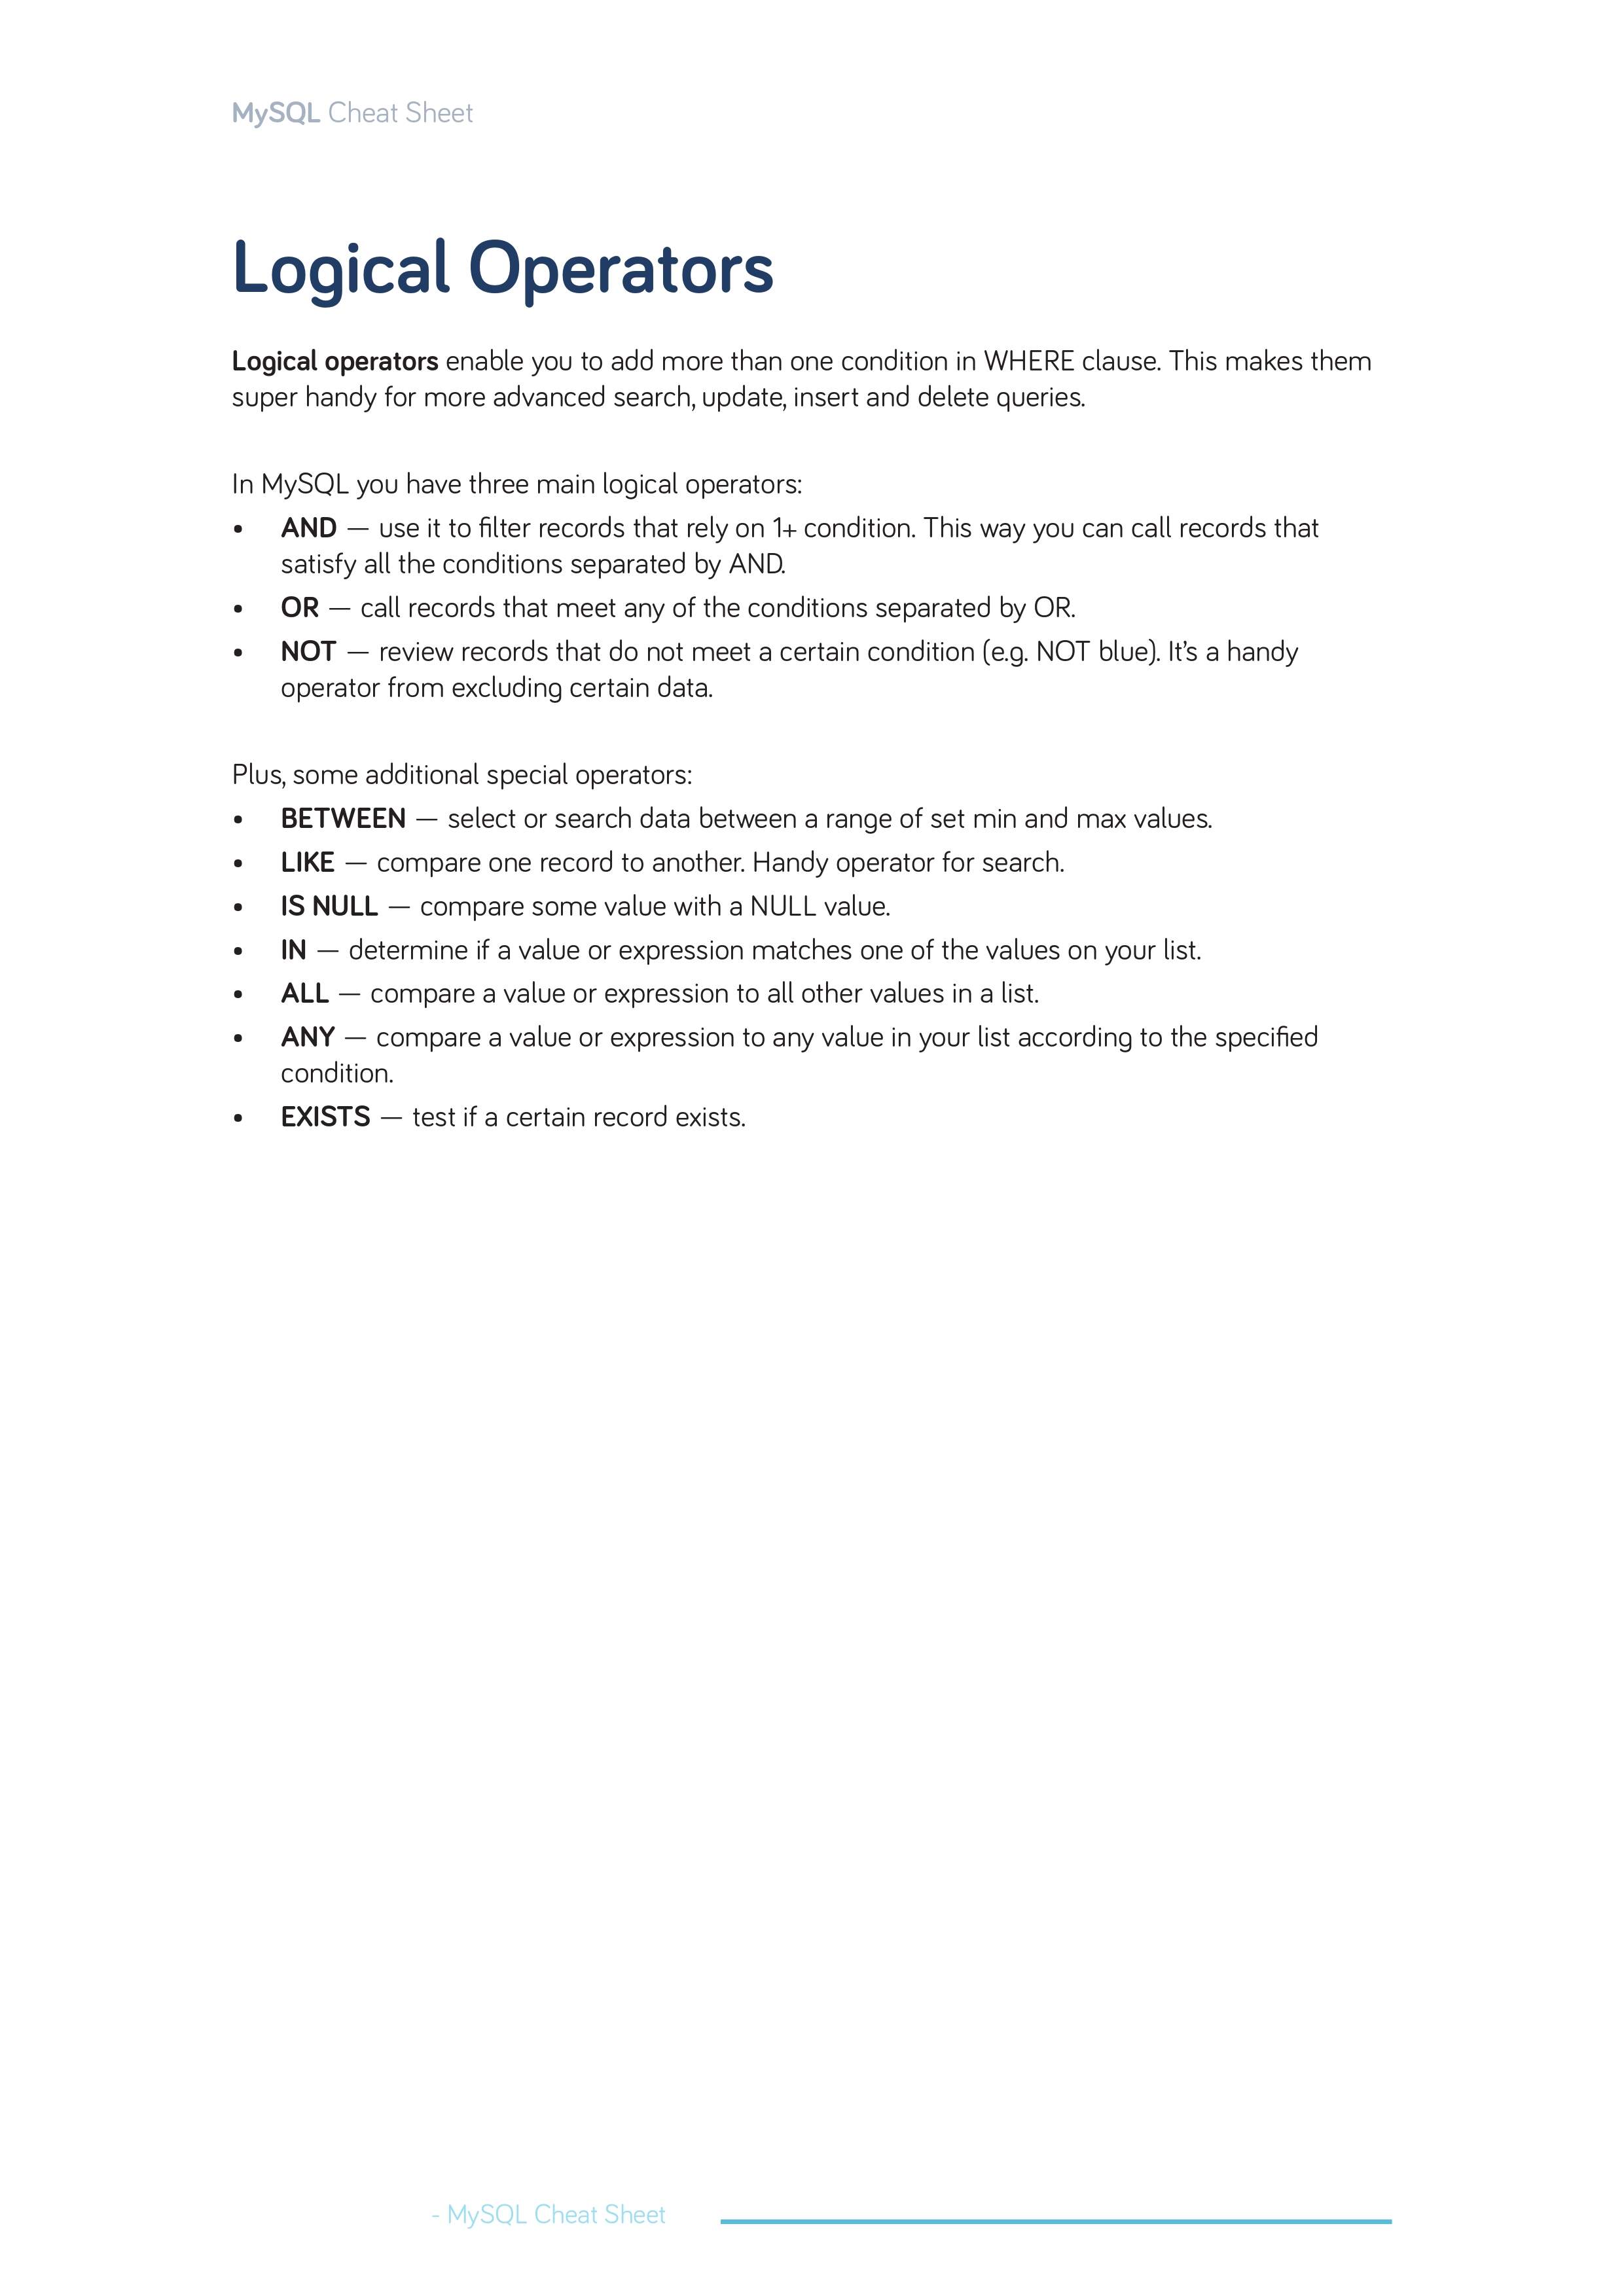 MySQL Cheat Sheet
Logical Operators
Logical operators enable you to add more than one condition in WHERE clause. This makes them
super handy for more advanced search, update, insert and delete queries.
In MySQL you have three main logical operators:
• AND — use it to filter records that rely on 1+ condition. This way you can call records that
satisfy all the conditions separated by AND.
• OR — call records that meet any of the conditions separated by OR.
• NOT — review records that do not meet a certain condition (e.g. NOT blue). It’s a handy
operator from excluding certain data.
Plus, some additional special operators:
• BETWEEN — select or search data between a range of set min and max values.
• LIKE — compare one record to another. Handy operator for search.
• IS NULL — compare some value with a NULL value.
• IN — determine if a value or expression matches one of the values on your list.
• ALL — compare a value or expression to all other values in a list.
• ANY — compare a value or expression to any value in your list according to the specified
condition.
• EXISTS — test if a certain record exists.
- MySQL Cheat Sheet